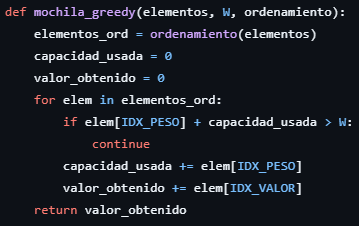 def mochila_greedy(elementos, W, ordenamiento):
    elementos_ord = ordenamiento(elementos)
    capacidad_usada = 0
    valor_obtenido = 0
    for elem in elementos_ord:
        if elem[IDX_PESO] + capacidad_usada > W:
            continue
        capacidad_usada += elem[IDX_PESO]
        valor_obtenido += elem[IDX_VALOR]
    return valor_obtenido